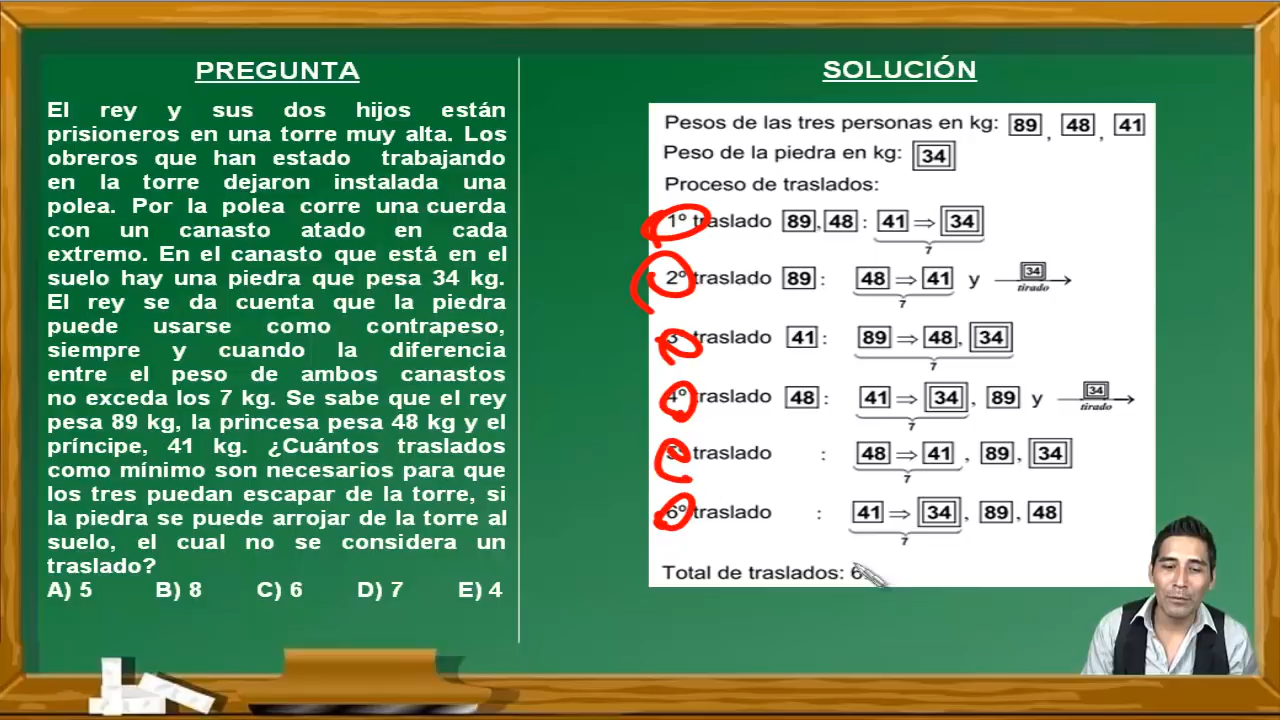 PREGUNTA
El rey y sus dos hijos están
prisioneros en una torre muy alta. Los
obreros que han estado trabajando
en la torre dejaron instalada una
polea. Por la polea corre una cuerda
con un canasto atado en cada
extremo. En el canasto que está en el
suelo hay una piedra que pesa 34 kg.
El rey se da cuenta que la piedra
puede usarse como contrapeso,
siempre y cuando la diferencia
entre el peso de ambos canastos
no exceda los 7 kg. Se sabe que el rey
pesa 89 kg, la princesa pesa 48 kg y el
príncipe, 41 kg. ¿Cuántos traslados
como mínimo son necesarios para que
los tres puedan escapar de la torre, si
la piedra se puede arrojar de la torre al
suelo, el cual no se considera un
traslado?
A) 5 B) 8 C) 6 D) 7 E) 4
SOLUCIÓN
Pesos de las tres personas en kg: 89 , 48 , 41
Peso de la piedra en kg: 34
Proceso de traslados:
1º traslado 89, 48 : 41 ⇒ 34
7
2º traslado 89 : 48 ⇒ 41 y 34
tirado
7
3º traslado 41 : 89 ⇒ 48, 34
7
4º traslado 48 : 41 ⇒ 34 , 89 y 34
tirado
7
5º traslado : 48 ⇒ 41 , 89, 34
7
6º traslado : 41 ⇒ 34 , 89, 48
7
Total de traslados: 6